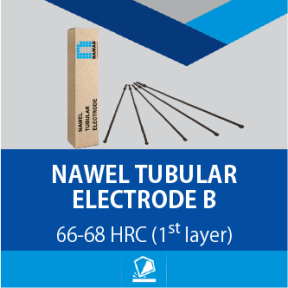 NAWEL
TUBULAR
ELECTRODE
NAWEL TUBULAR
ELECTRODE B
66-68 HRC (1st layer)